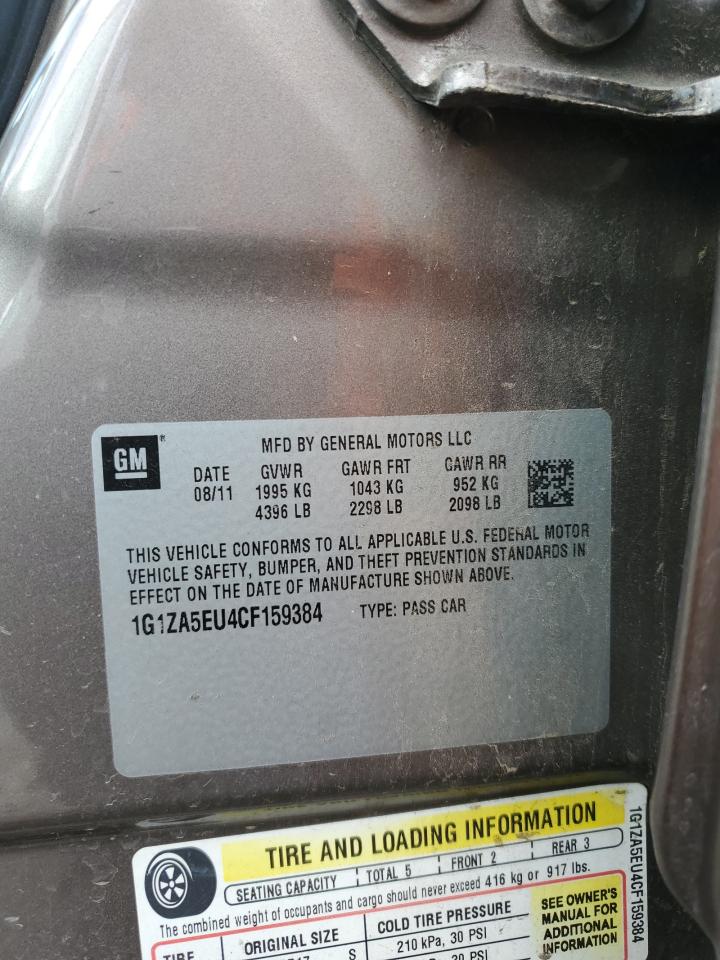 GM ®
MFD BY GENERAL MOTORS LLC
DATE GVWR GAWR FRT GAWR RR
08/11 1995 KG 1043 KG 952 KG
4396 LB 2298 LB 2098 LB
THIS VEHICLE CONFORMS TO ALL APPLICABLE U.S. FEDERAL MOTOR
VEHICLE SAFETY, BUMPER, AND THEFT PREVENTION STANDARDS IN
EFFECT ON THE DATE OF MANUFACTURE SHOWN ABOVE.
1G1ZA5EU4CF159384 TYPE: PASS CAR
TIRE AND LOADING INFORMATION
SEATING CAPACITY TOTAL 5 FRONT 2 REAR 3
The combined weight of occupants and cargo should never exceed 416 kg or 917 lbs.
TIRE ORIGINAL SIZE COLD TIRE PRESSURE
S 210 kPa, 30 PSI
30 PSI
SEE OWNER'S
MANUAL FOR
ADDITIONAL
INFORMATION
1G1ZA5EU4CF159384